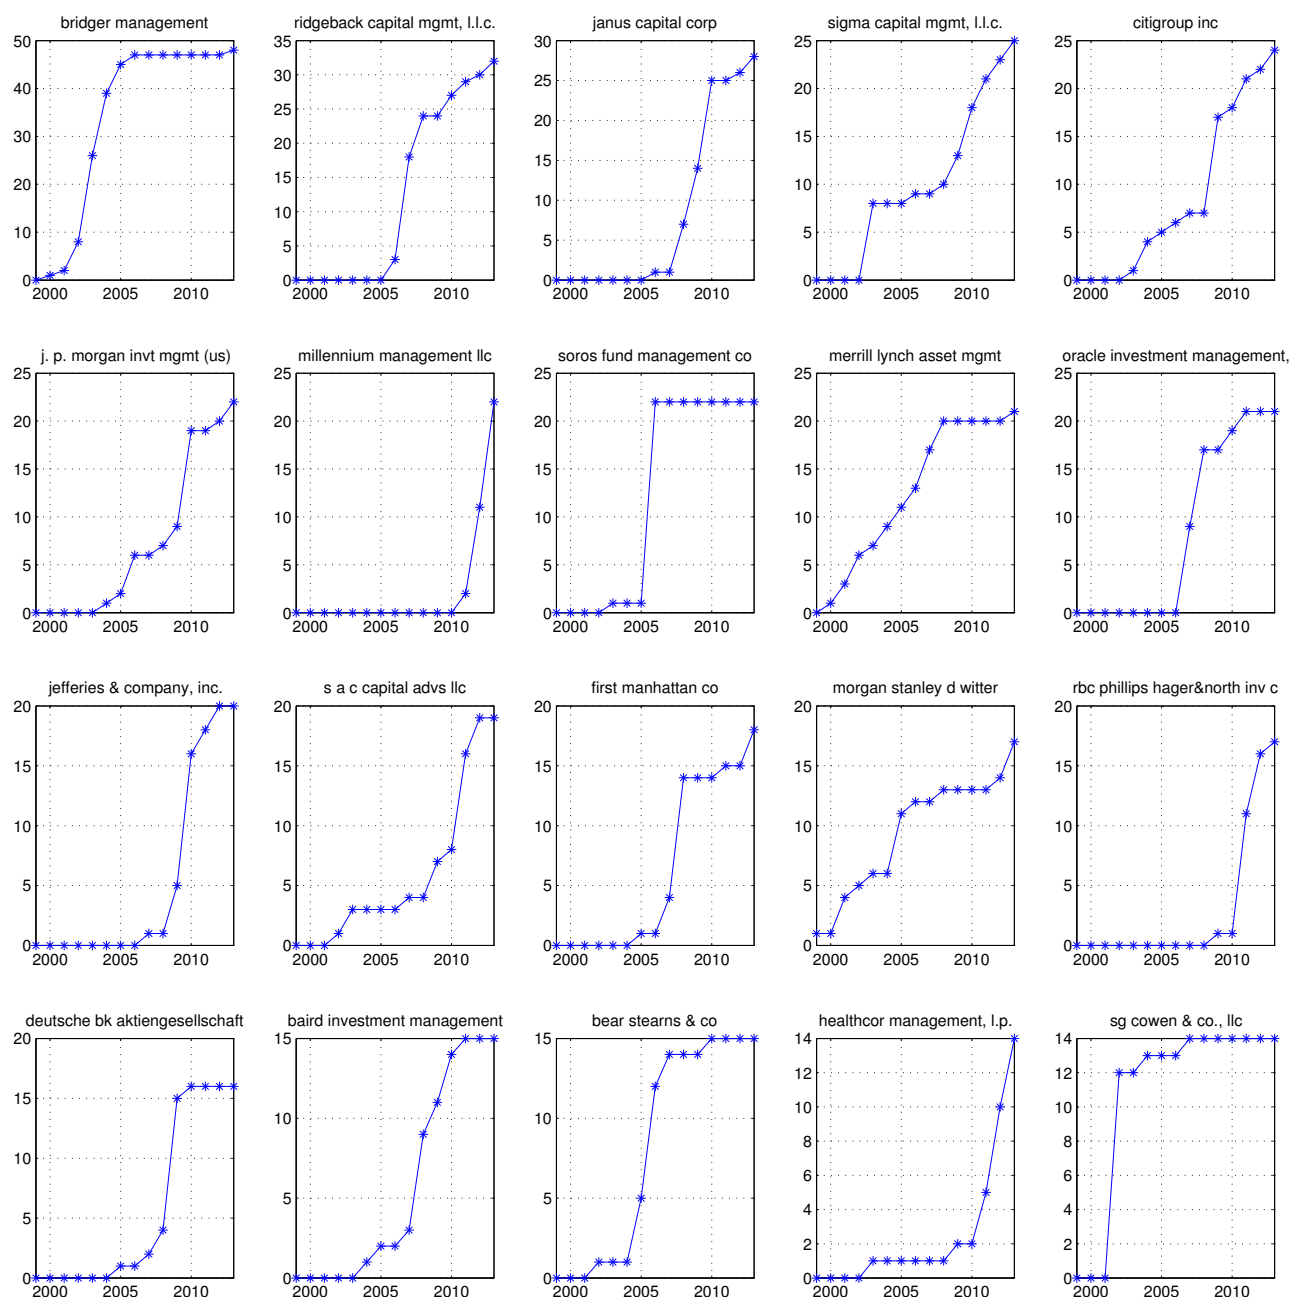 bridger management
50
40
30
20
10
0
2000 2005 2010
ridgeback capital mgmt, l.l.c.
35
30
25
20
15
10
5
0
2000 2005 2010
janus capital corp
30
25
20
15
10
5
0
2000 2005 2010
sigma capital mgmt, l.l.c.
25
20
15
10
5
0
2000 2005 2010
citigroup inc
25
20
15
10
5
0
2000 2005 2010
j. p. morgan invt mgmt (us)
25
20
15
10
5
0
2000 2005 2010
millennium management llc
25
20
15
10
5
0
2000 2005 2010
soros fund management co
25
20
15
10
5
0
2000 2005 2010
merrill lynch asset mgmt
25
20
15
10
5
0
2000 2005 2010
oracle investment management,
25
20
15
10
5
0
2000 2005 2010
jefferies & company, inc.
20
15
10
5
0
2000 2005 2010
s a c capital advs llc
20
15
10
5
0
2000 2005 2010
first manhattan co
20
15
10
5
0
2000 2005 2010
morgan stanley d witter
20
15
10
5
0
2000 2005 2010
rbc phillips hager&north inv c
20
15
10
5
0
2000 2005 2010
deutsche bk aktiengesellschaft
20
15
10
5
0
2000 2005 2010
baird investment management
15
10
5
0
2000 2005 2010
bear stearns & co
15
10
5
0
2000 2005 2010
healthcor management, l.p.
14
12
10
8
6
4
2
0
2000 2005 2010
sg cowen & co., llc
14
12
10
8
6
4
2
0
2000 2005 2010